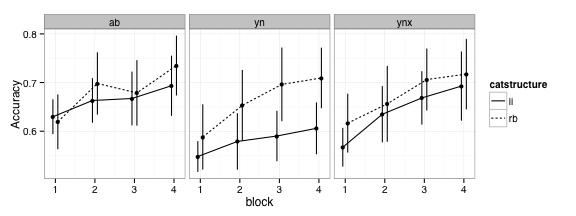 ab yn ynx
0.8
0.7
0.6
Accuracy
1 2 3 4 1 2 3 4 1 2 3 4
block
catstructure
ii
rb